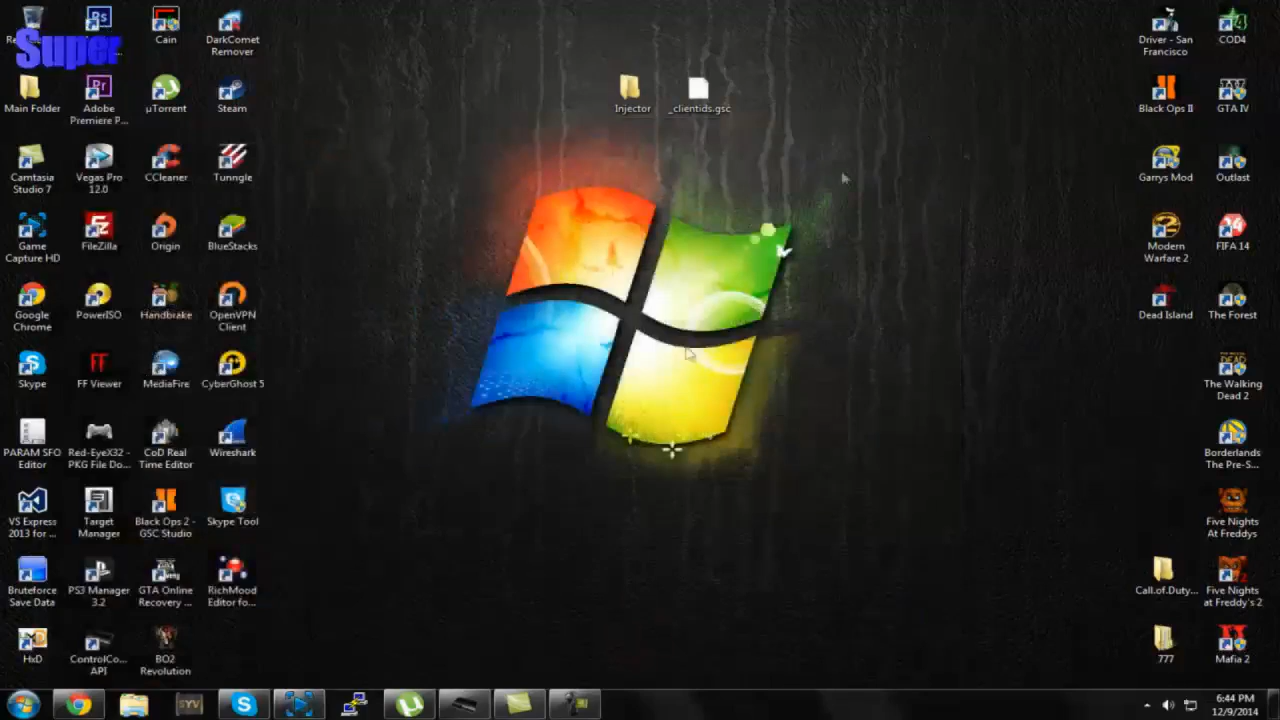 Super
Main Folder
Camtasia
Studio 7
Game
Capture HD
Google
Chrome
Skype
PARAM SFO
Editor
VS Express
2013 for ...
Bruteforce
Save Data
HxD
Ps
Adobe
Premiere P...
Pr
Vegas Pro
12.0
FileZilla
PowerISO
FF Viewer
FF
Red-EyeX32 -
PKG File Do...
Target
Manager
PS3 Manager
3.2
ControlCo...
API
Cain
µTorrent
CCleaner
Origin
Handbrake
MediaFire
CoD Real
Time Editor
Black Ops 2 -
GSC Studio
GTA Online
Recovery ...
BO2
Revolution
DarkComet
Remover
Steam
Tunngle
BlueStacks
OpenVPN
Client
CyberGhost 5
Wireshark
Skype Tool
RichMood
Editor fo...
Injector
_clientids.gsc
Driver - San
Francisco
Black Ops II
Garrys Mod
Modern
Warfare 2
Dead Island
Call.of.Duty...
777
COD4
GTA IV
Outlast
FIFA 14
The Forest
The Walking
Dead 2
Borderlands
The Pre-S...
Five Nights
At Freddys
Five Nights
at Freddy's 2
Mafia 2
SYV
6:44 PM
12/9/2014